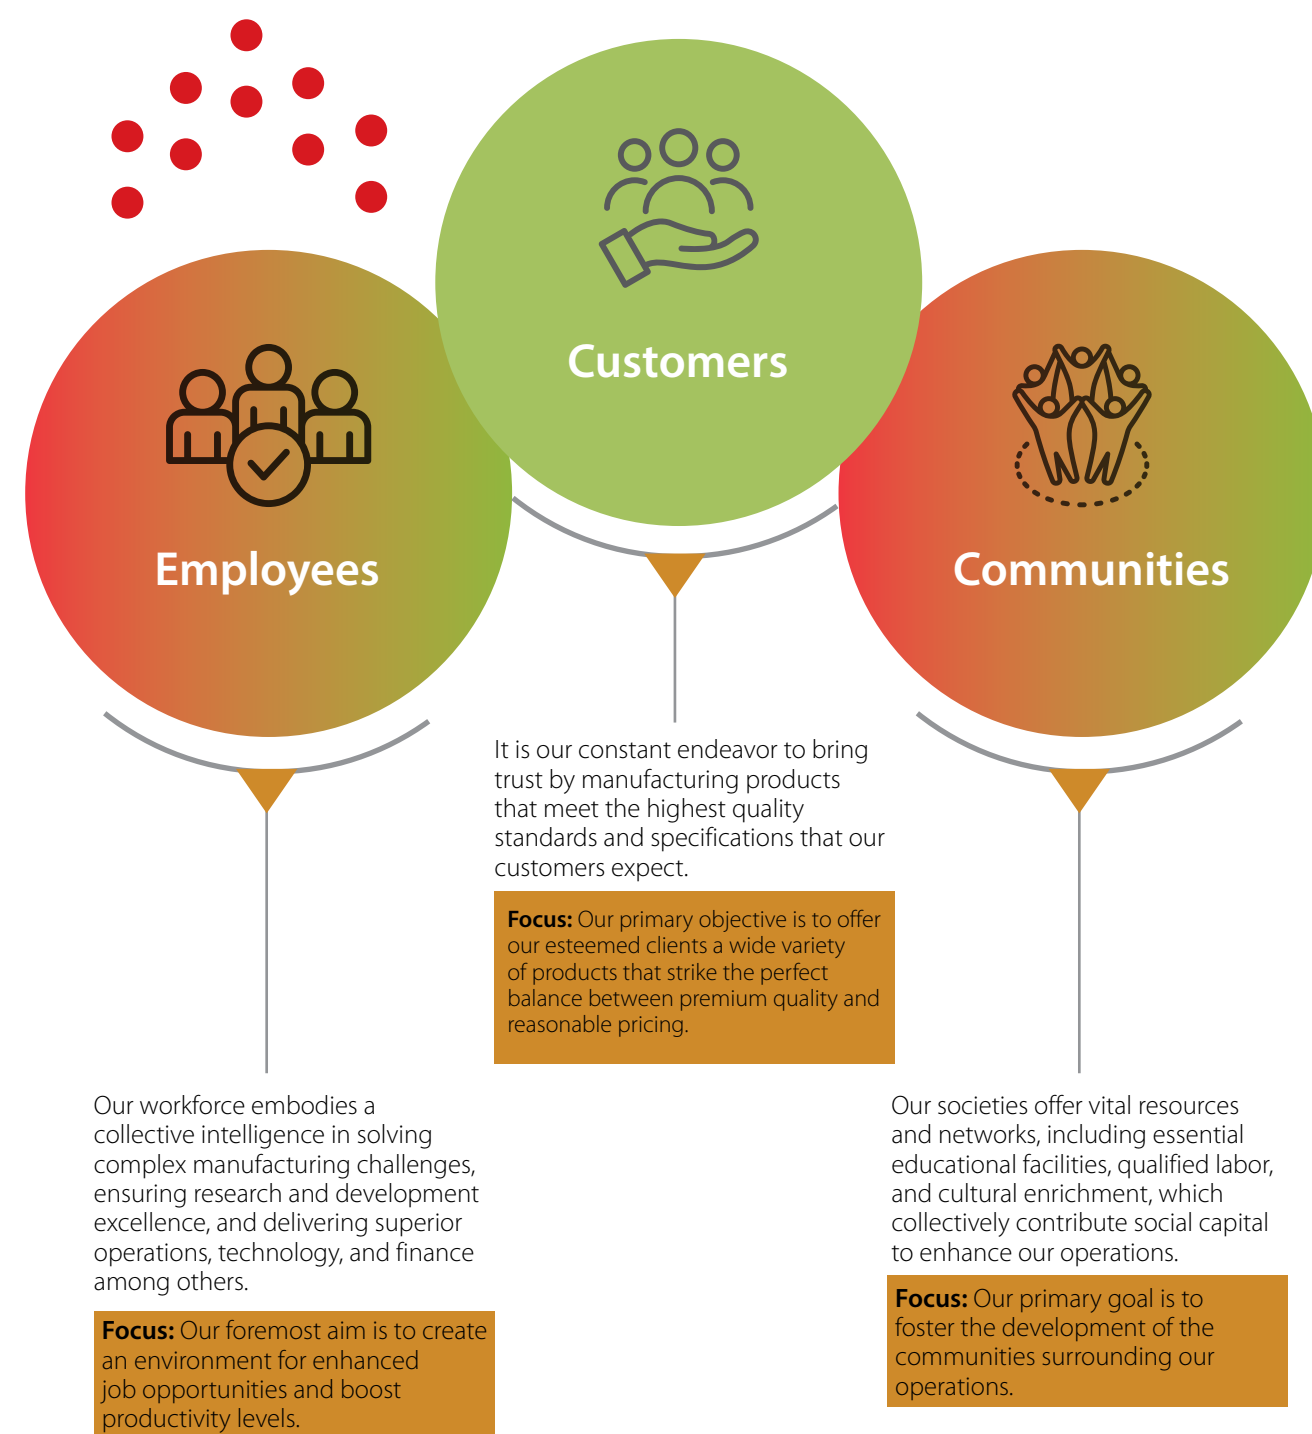 Customers
Employees
Communities
It is our constant endeavor to bring
trust by manufacturing products
that meet the highest quality
standards and specifications that our
customers expect.
Focus: Our primary objective is to offer
our esteemed clients a wide variety
of products that strike the perfect
balance between premium quality and
reasonable pricing.
Our workforce embodies a
collective intelligence in solving
complex manufacturing challenges,
ensuring research and development
excellence, and delivering superior
operations, technology, and finance
among others.
Focus: Our foremost aim is to create
an environment for enhanced
job opportunities and boost
productivity levels.
Our societies offer vital resources
and networks, including essential
educational facilities, qualified labor,
and cultural enrichment, which
collectively contribute social capital
to enhance our operations.
Focus: Our primary goal is to
foster the development of the
communities surrounding our
operations.